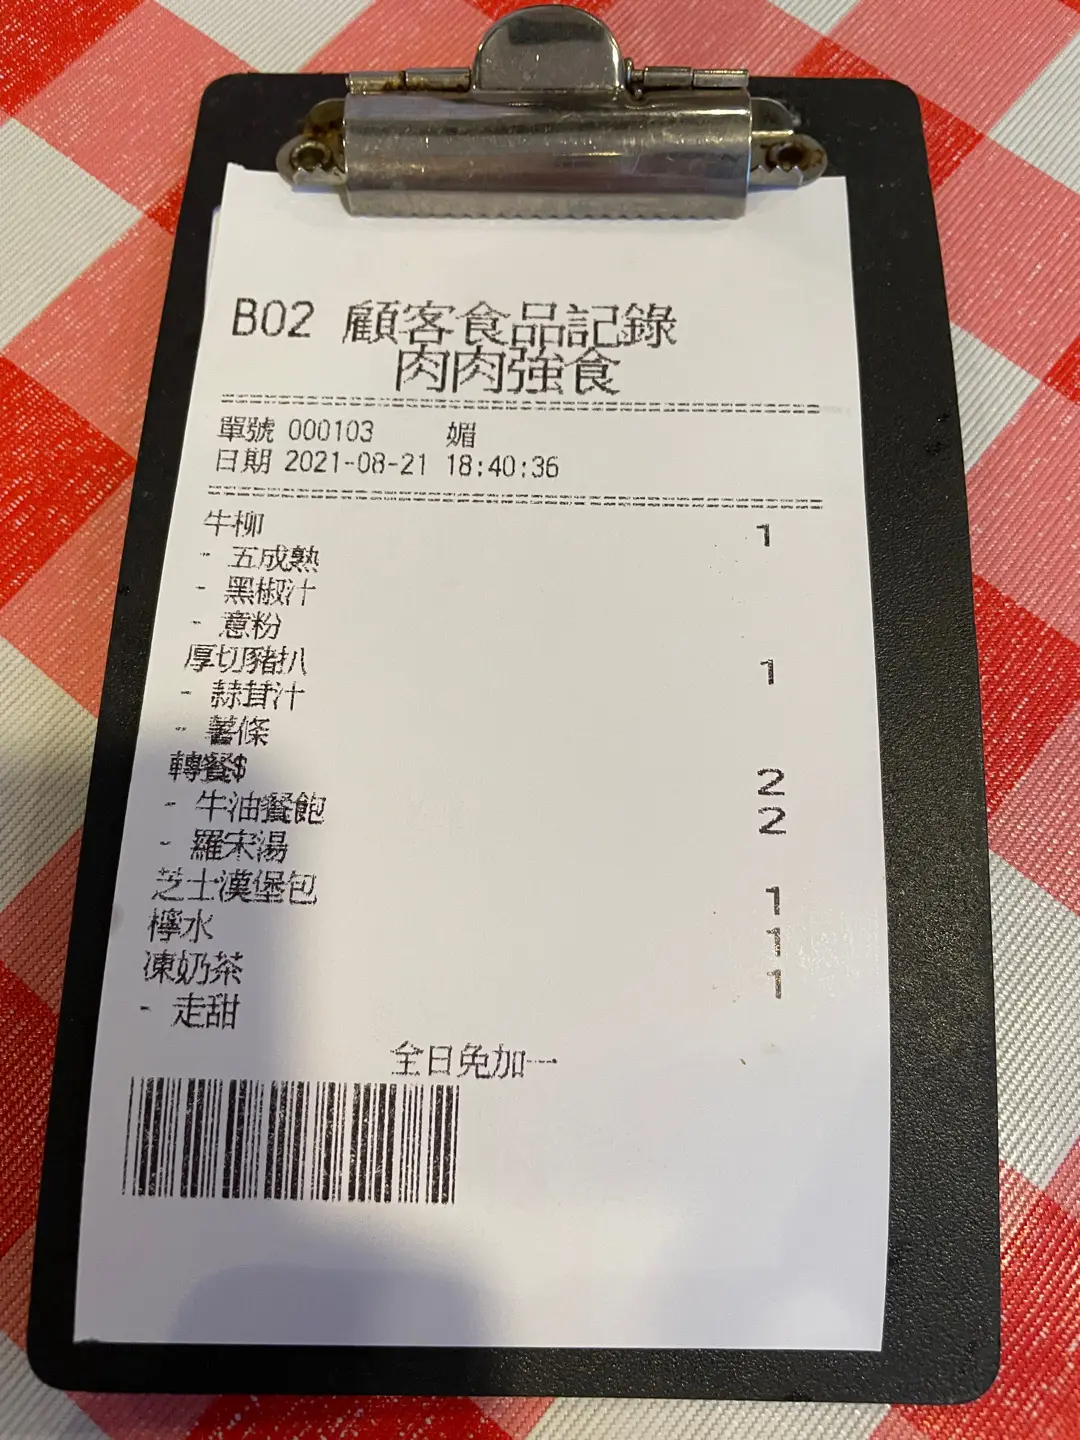 B02 顧客食品記錄
肉肉強食
單號 000103 媚
日期 2021-08-21 18:40:36
牛柳 1
- 五成熟
- 黑椒汁
- 意粉
厚切豬扒 1
- 蒜茸汁
- 薯條
轉餐$ 2
- 牛油餐飽 2
- 羅宋湯
芝士漢堡包 1
檸水 1
凍奶茶 1
- 走甜
全日免加一